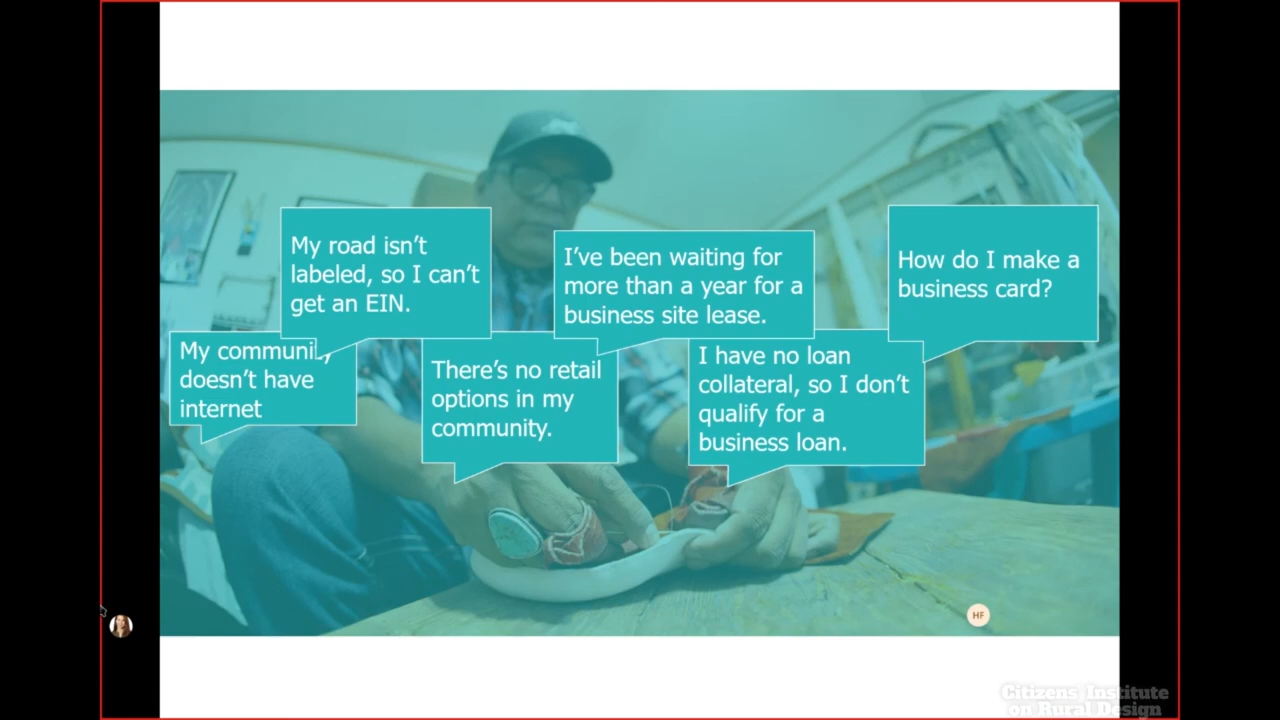 My road isn't
labeled, so I can't
get an EIN.
I've been waiting for
more than a year for a
business site lease.
How do I make a
business card?
My community
doesn't have
internet
There's no retail
options in my
community.
I have no loan
collateral, so I don't
qualify for a
business loan.
HF
Citizens' Institute
on Rural Design